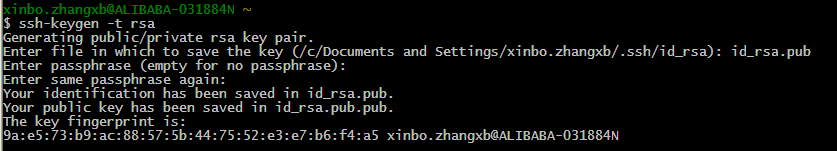 xinbo.zhangxb@ALIBABA-031884N ~
$ ssh-keygen -t rsa
Generating public/private rsa key pair.
Enter file in which to save the key (/c/Documents and Settings/xinbo.zhangxb/.ssh/id_rsa): id_rsa.pub
Enter passphrase (empty for no passphrase):
Enter same passphrase again:
Your identification has been saved in id_rsa.pub.
Your public key has been saved in id_rsa.pub.pub.
The key fingerprint is:
9a:e5:73:b9:ac:88:57:5b:44:75:52:e3:e7:b6:f4:a5 xinbo.zhangxb@ALIBABA-031884N